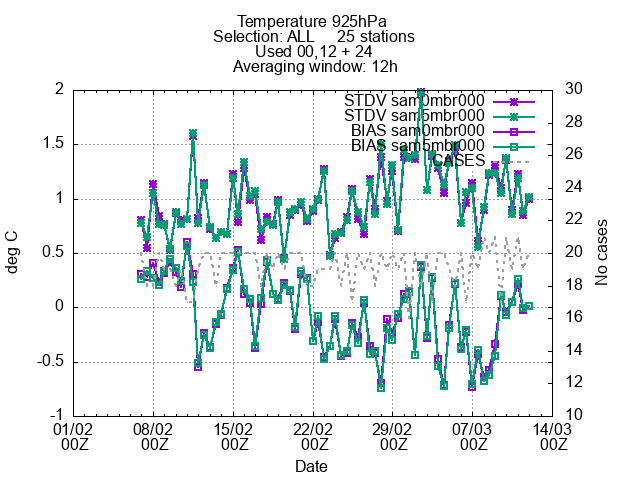 Temperature 925hPa
Selection: ALL 25 stations
Used 00,12 + 24
Averaging window: 12h
STDV sam0mbr000
STDV sam5mbr000
BIAS sam0mbr000
BIAS sam5mbr000
CASES
deg C
2
1.5
1
0.5
0
-0.5
-1
30
28
26
24
22
20
18
16
14
12
10
No cases
01/02 08/02 15/02 22/02 29/02 07/03 14/03
00Z 00Z 00Z 00Z 00Z 00Z 00Z
Date